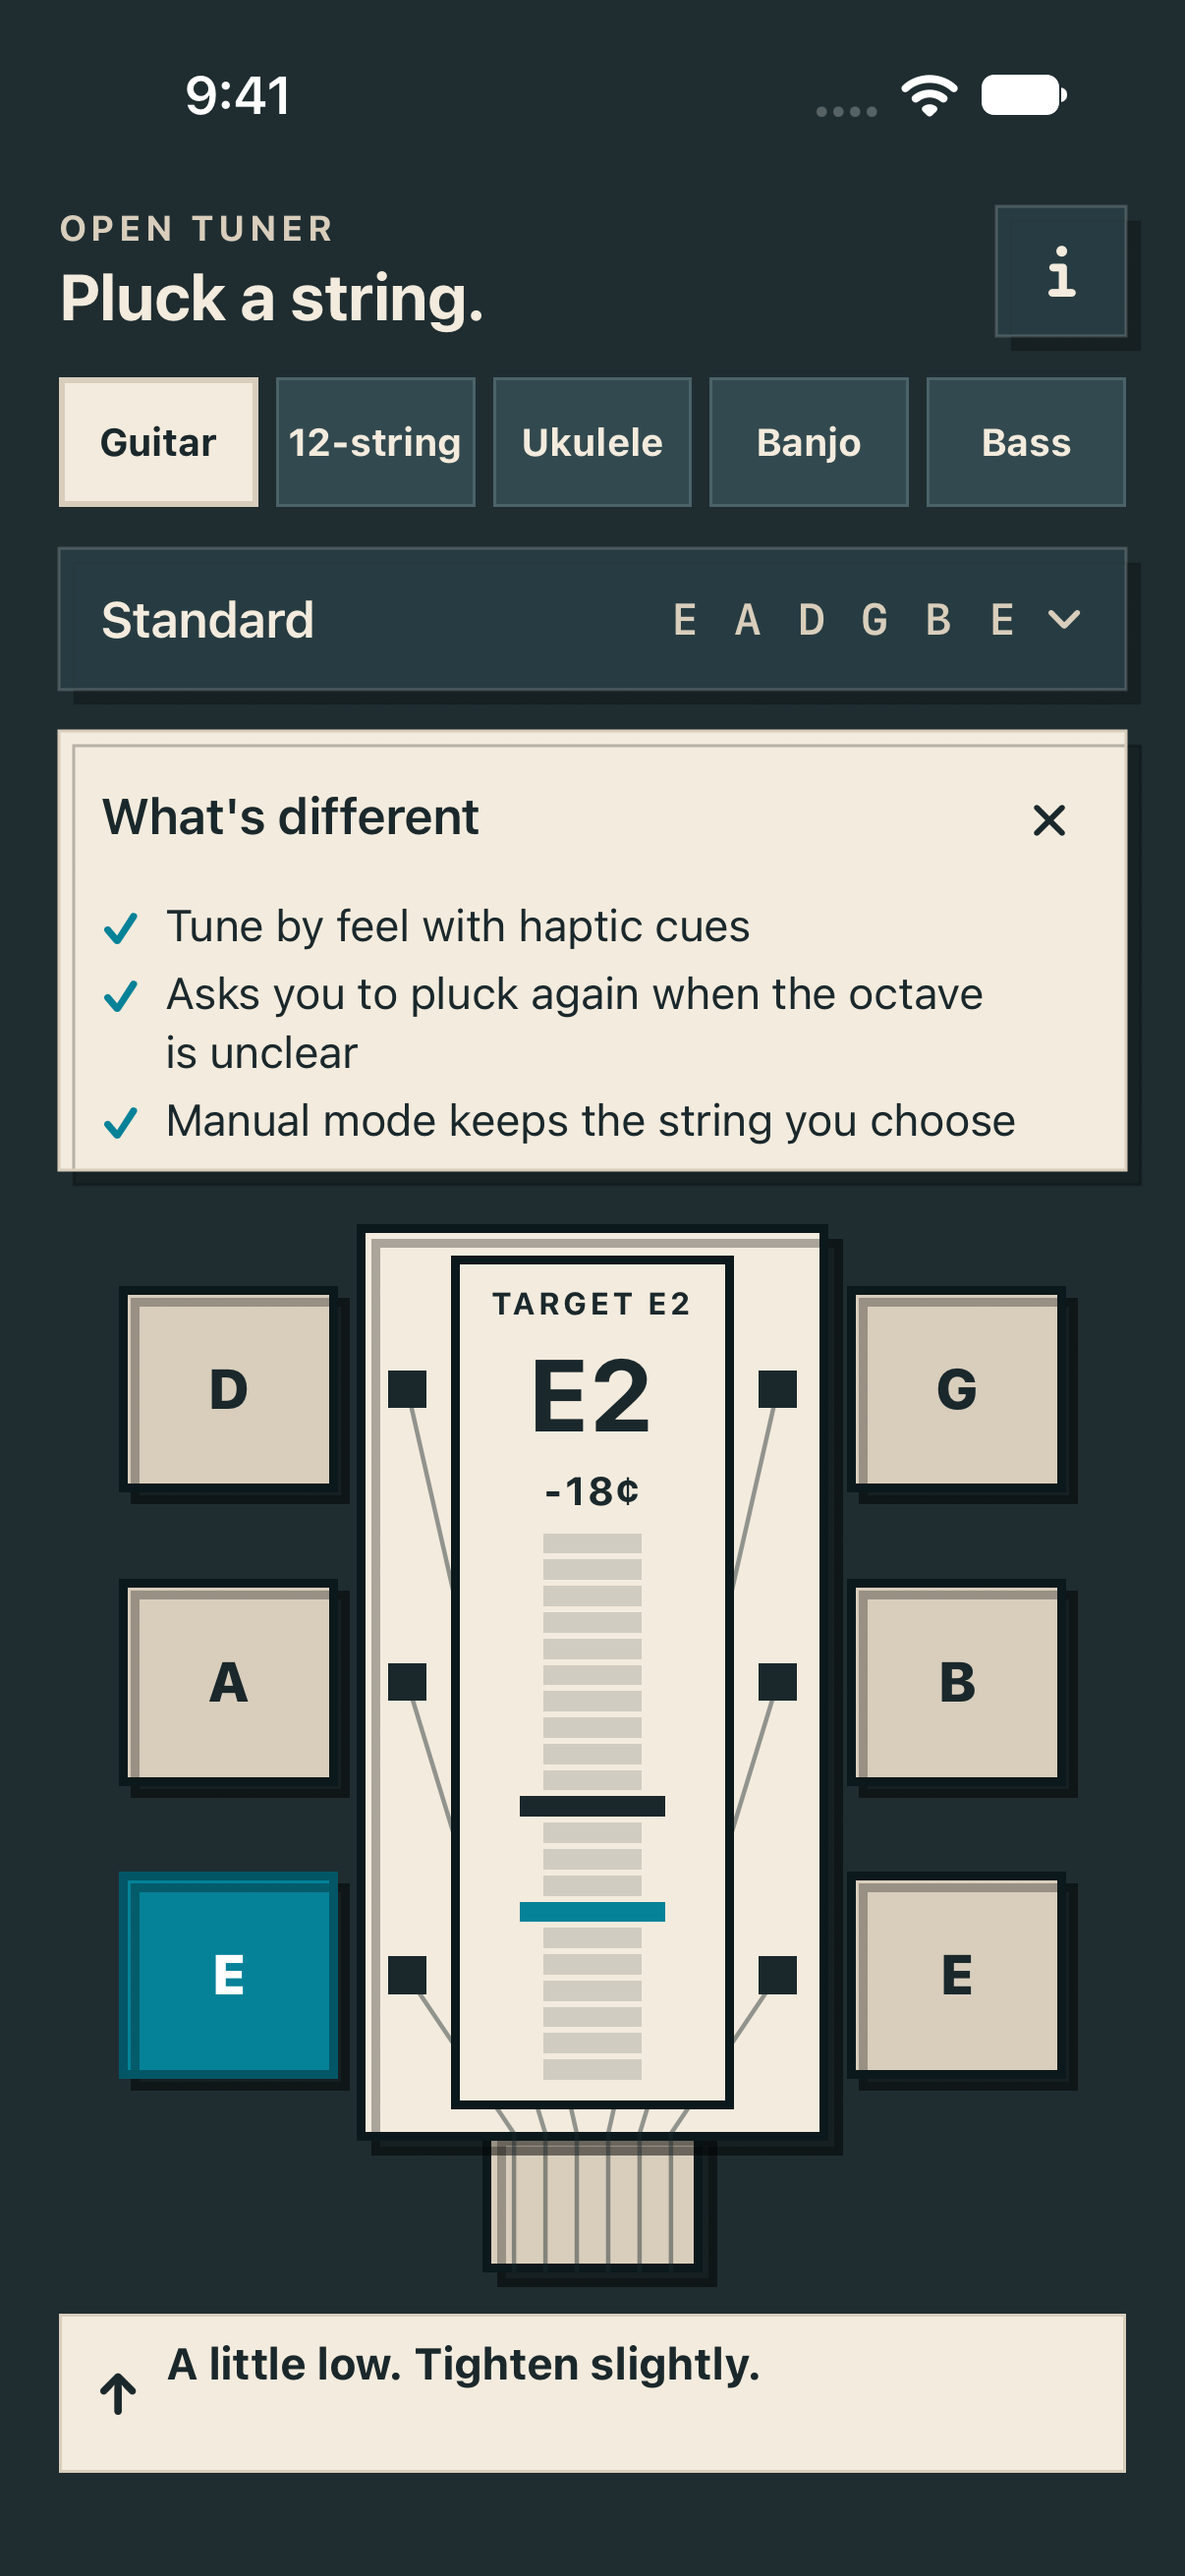 9:41
OPEN TUNER
Pluck a string.
i
Guitar
12-string
Ukulele
Banjo
Bass
Standard
E A D G B E
What's different
Tune by feel with haptic cues
Asks you to pluck again when the octave
is unclear
Manual mode keeps the string you choose
TARGET E2
E2
-18¢
D
G
A
B
E
E
A little low. Tighten slightly.